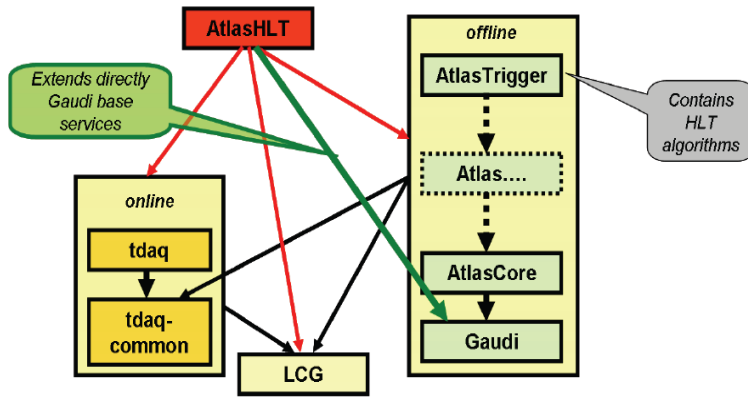 AtlasHLT
offline
Extends directly
Gaudi base
services
AtlasTrigger
Contains
HLT
algorithms
Atlas....
online
tdaq
AtlasCore
tdaq-
common
Gaudi
LCG